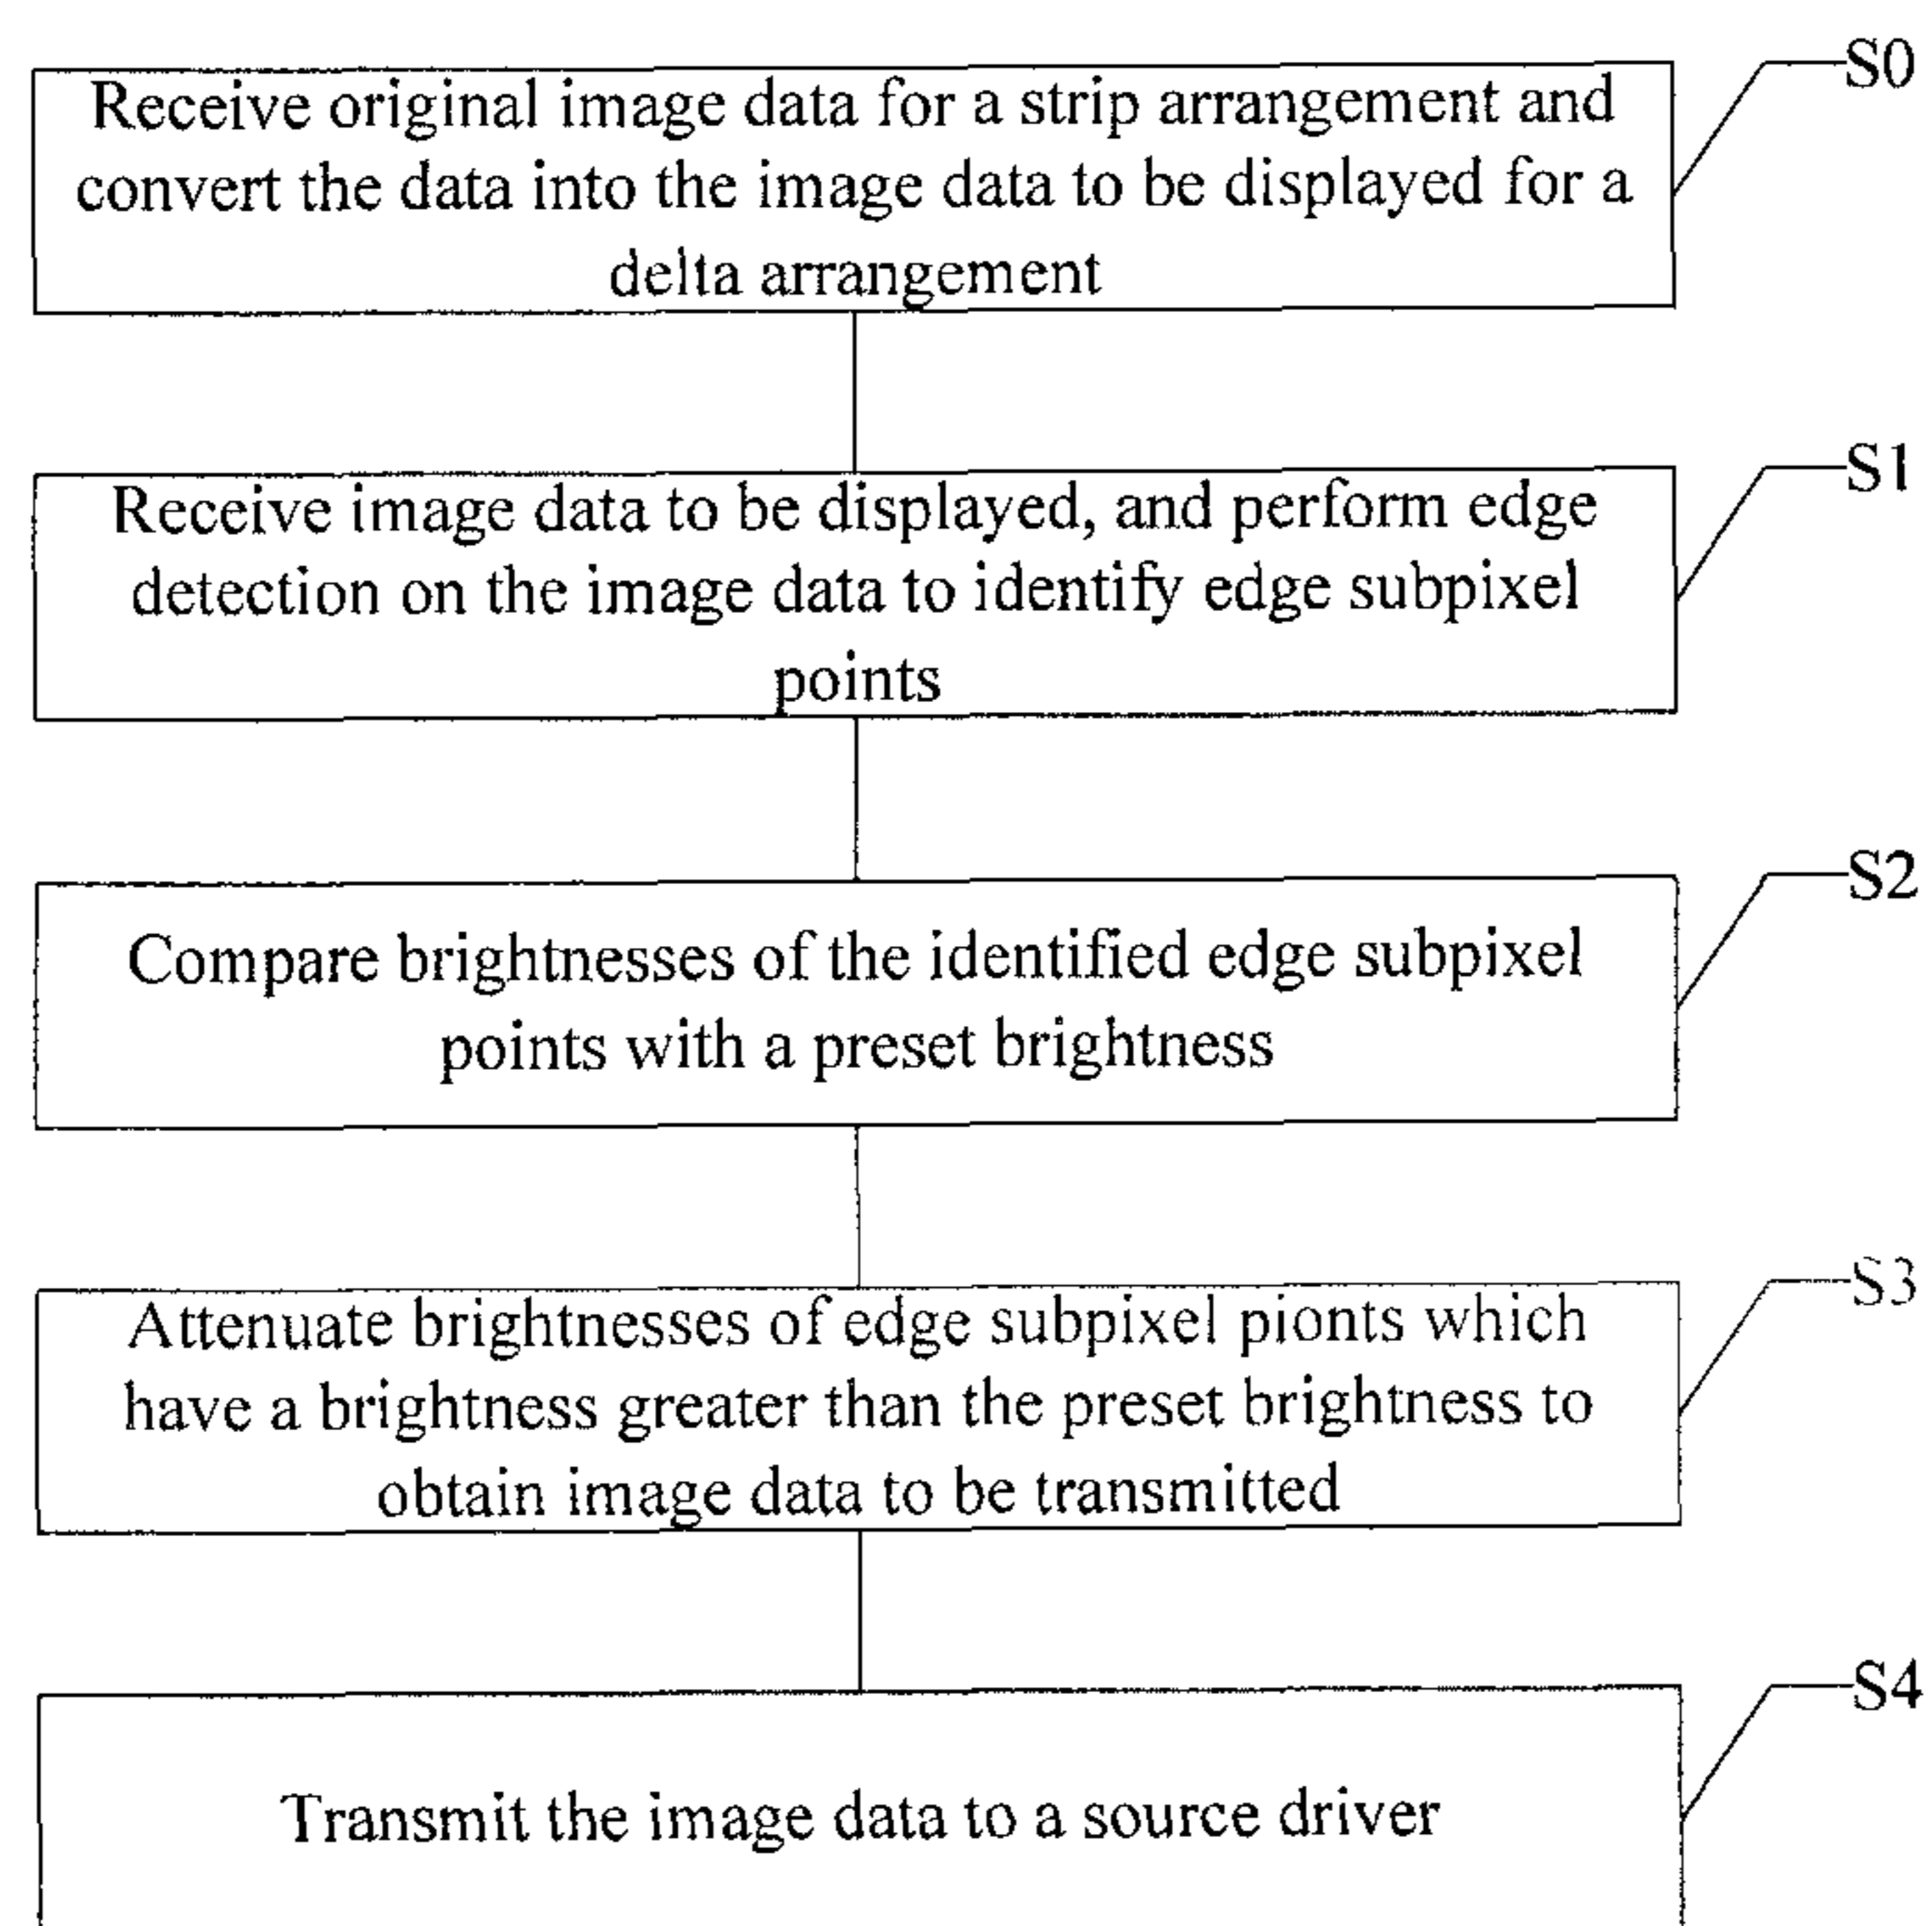 S0
Receive original image data for a strip arrangement and
convert the data into the image data to be displayed for a
delta arrangement
S1
Receive image data to be displayed, and perform edge
detection on the image data to identify edge subpixel
points
S2
Compare brightnesses of the identified edge subpixel
points with a preset brightness
S3
Attenuate brightnesses of edge subpixel pionts which
have a brightness greater than the preset brightness to
obtain image data to be transmitted
S4
Transmit the image data to a source driver